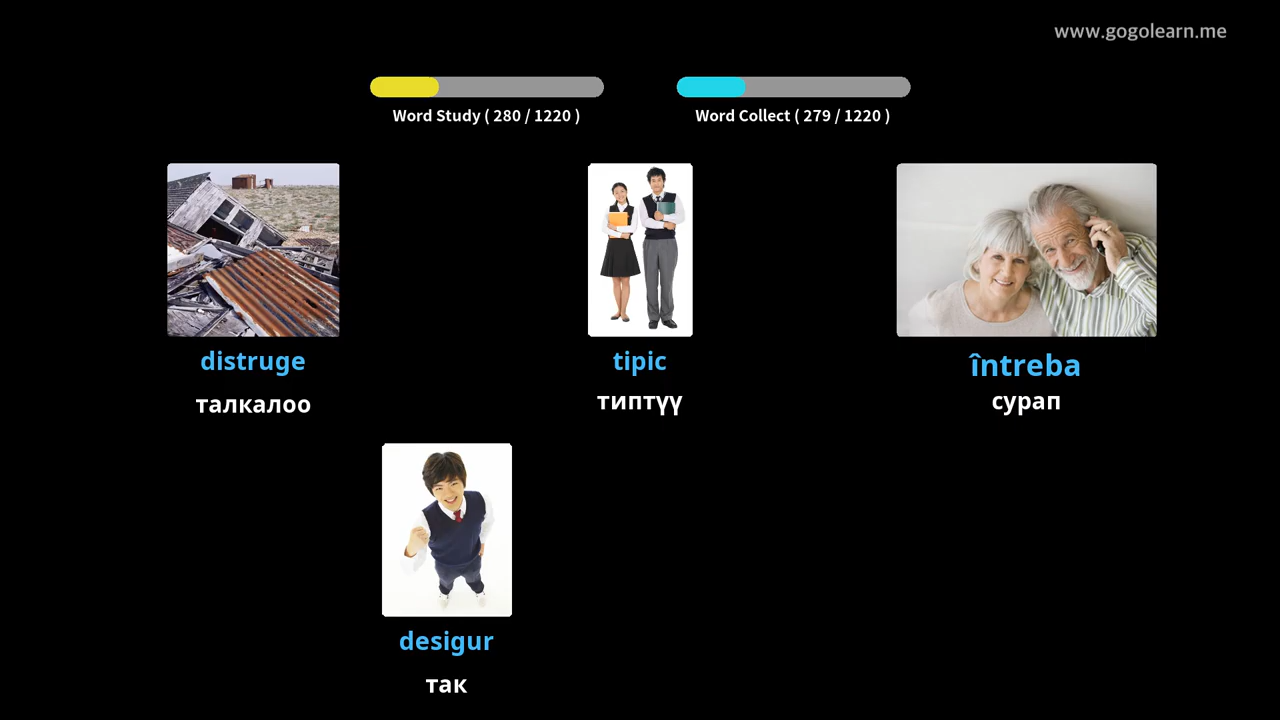 www.gogolearn.me
Word Study ( 280 / 1220 )
Word Collect ( 279 / 1220 )
distruge
талкалоо
tipic
типтүү
întreba
сурап
desigur
так